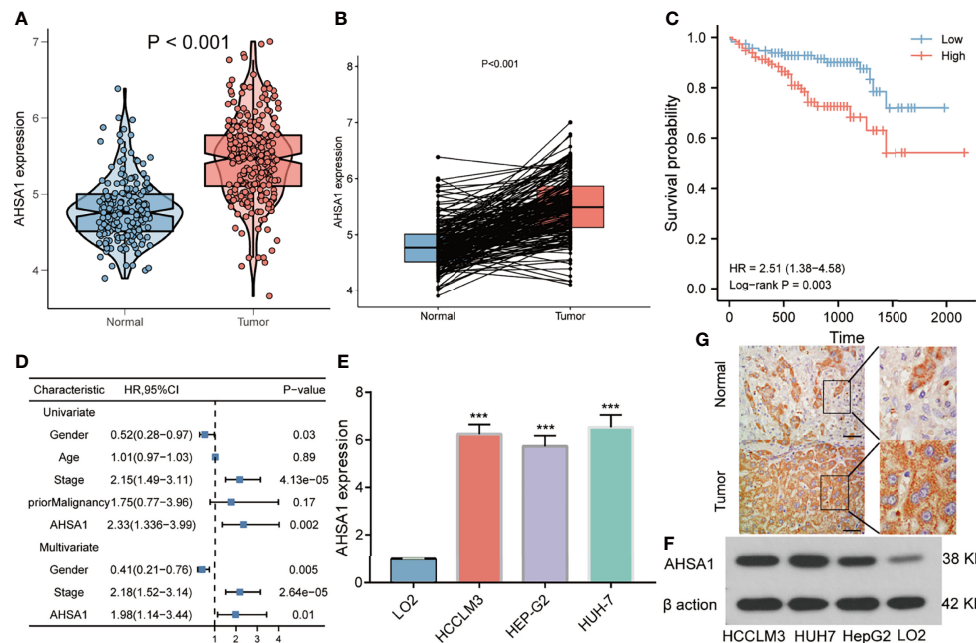 A
P < 0.001
AHSA1 expression
7
6
5
4
Normal
Tumor
B
P<0.001
AHSA1 expression
8
7
6
5
4
Normal
Tumor
C
Low
High
Survival probability
1.0
0.8
0.6
0.4
0.2
0.0
HR = 2.51 (1.38−4.58)
Log−rank P = 0.003
0 500 1000 1500 2000
Time
D
Characteristic HR,95%CI P−value
Univariate
Gender 0.52(0.28−0.97) 0.03
Age 1.01(0.97−1.03) 0.89
Stage 2.15(1.49−3.11) 4.13e−05
priorMalignancy 1.75(0.77−3.96) 0.17
AHSA1 2.33(1.336−3.99) 0.002
Multivariate
Gender 0.41(0.21−0.76) 0.005
Stage 2.18(1.52−3.14) 2.64e−05
AHSA1 1.98(1.14−3.44) 0.01
1 2 3 4
E
AHSA1 expression
8
6
4
2
0
*** *** ***
LO2 HCCLM3 HEP-G2 HUH-7
G
Normal
Tumor
F
AHSA1 38
β action 42
HCCLM3 HUH7 HepG2 LO2